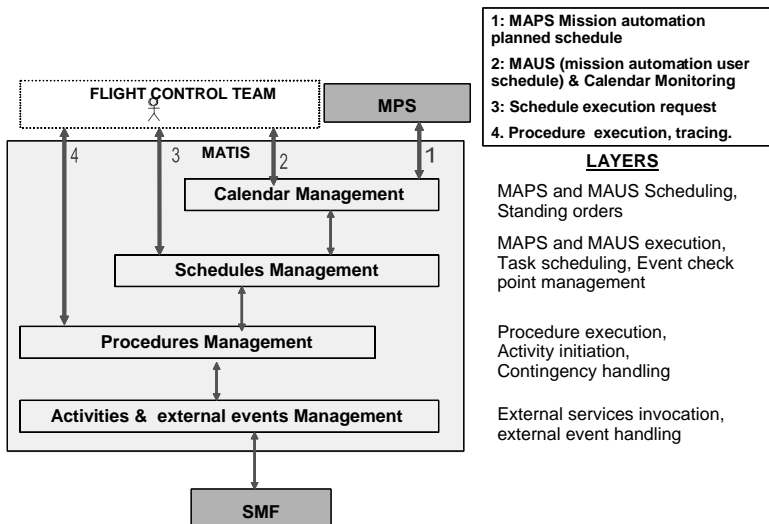 1: MAPS Mission automation
planned schedule
2: MAUS (mission automation user
schedule) & Calendar Monitoring
3: Schedule execution request
4. Procedure execution, tracing.
FLIGHT CONTROL TEAM
MPS
4
3
MATIS
2
1
LAYERS
Calendar Management
MAPS and MAUS Scheduling,
Standing orders
Schedules Management
MAPS and MAUS execution,
Task scheduling, Event check
point management
Procedures Management
Procedure execution,
Activity initiation,
Contingency handling
Activities & external events Management
External services invocation,
external event handling
SMF